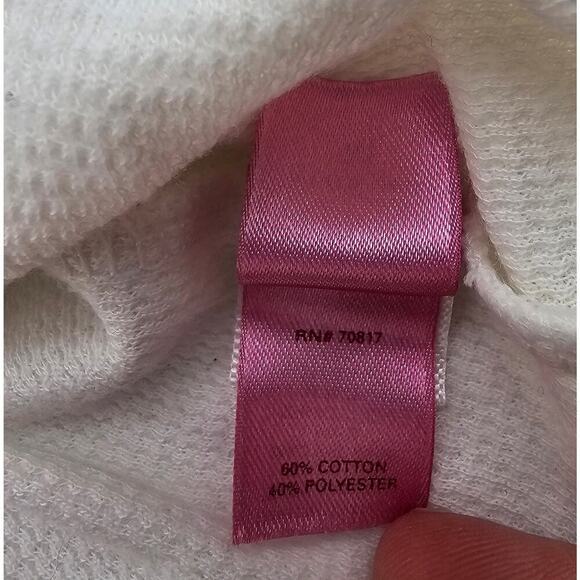 RN# 70817
60% COTTON
40% POLYESTER